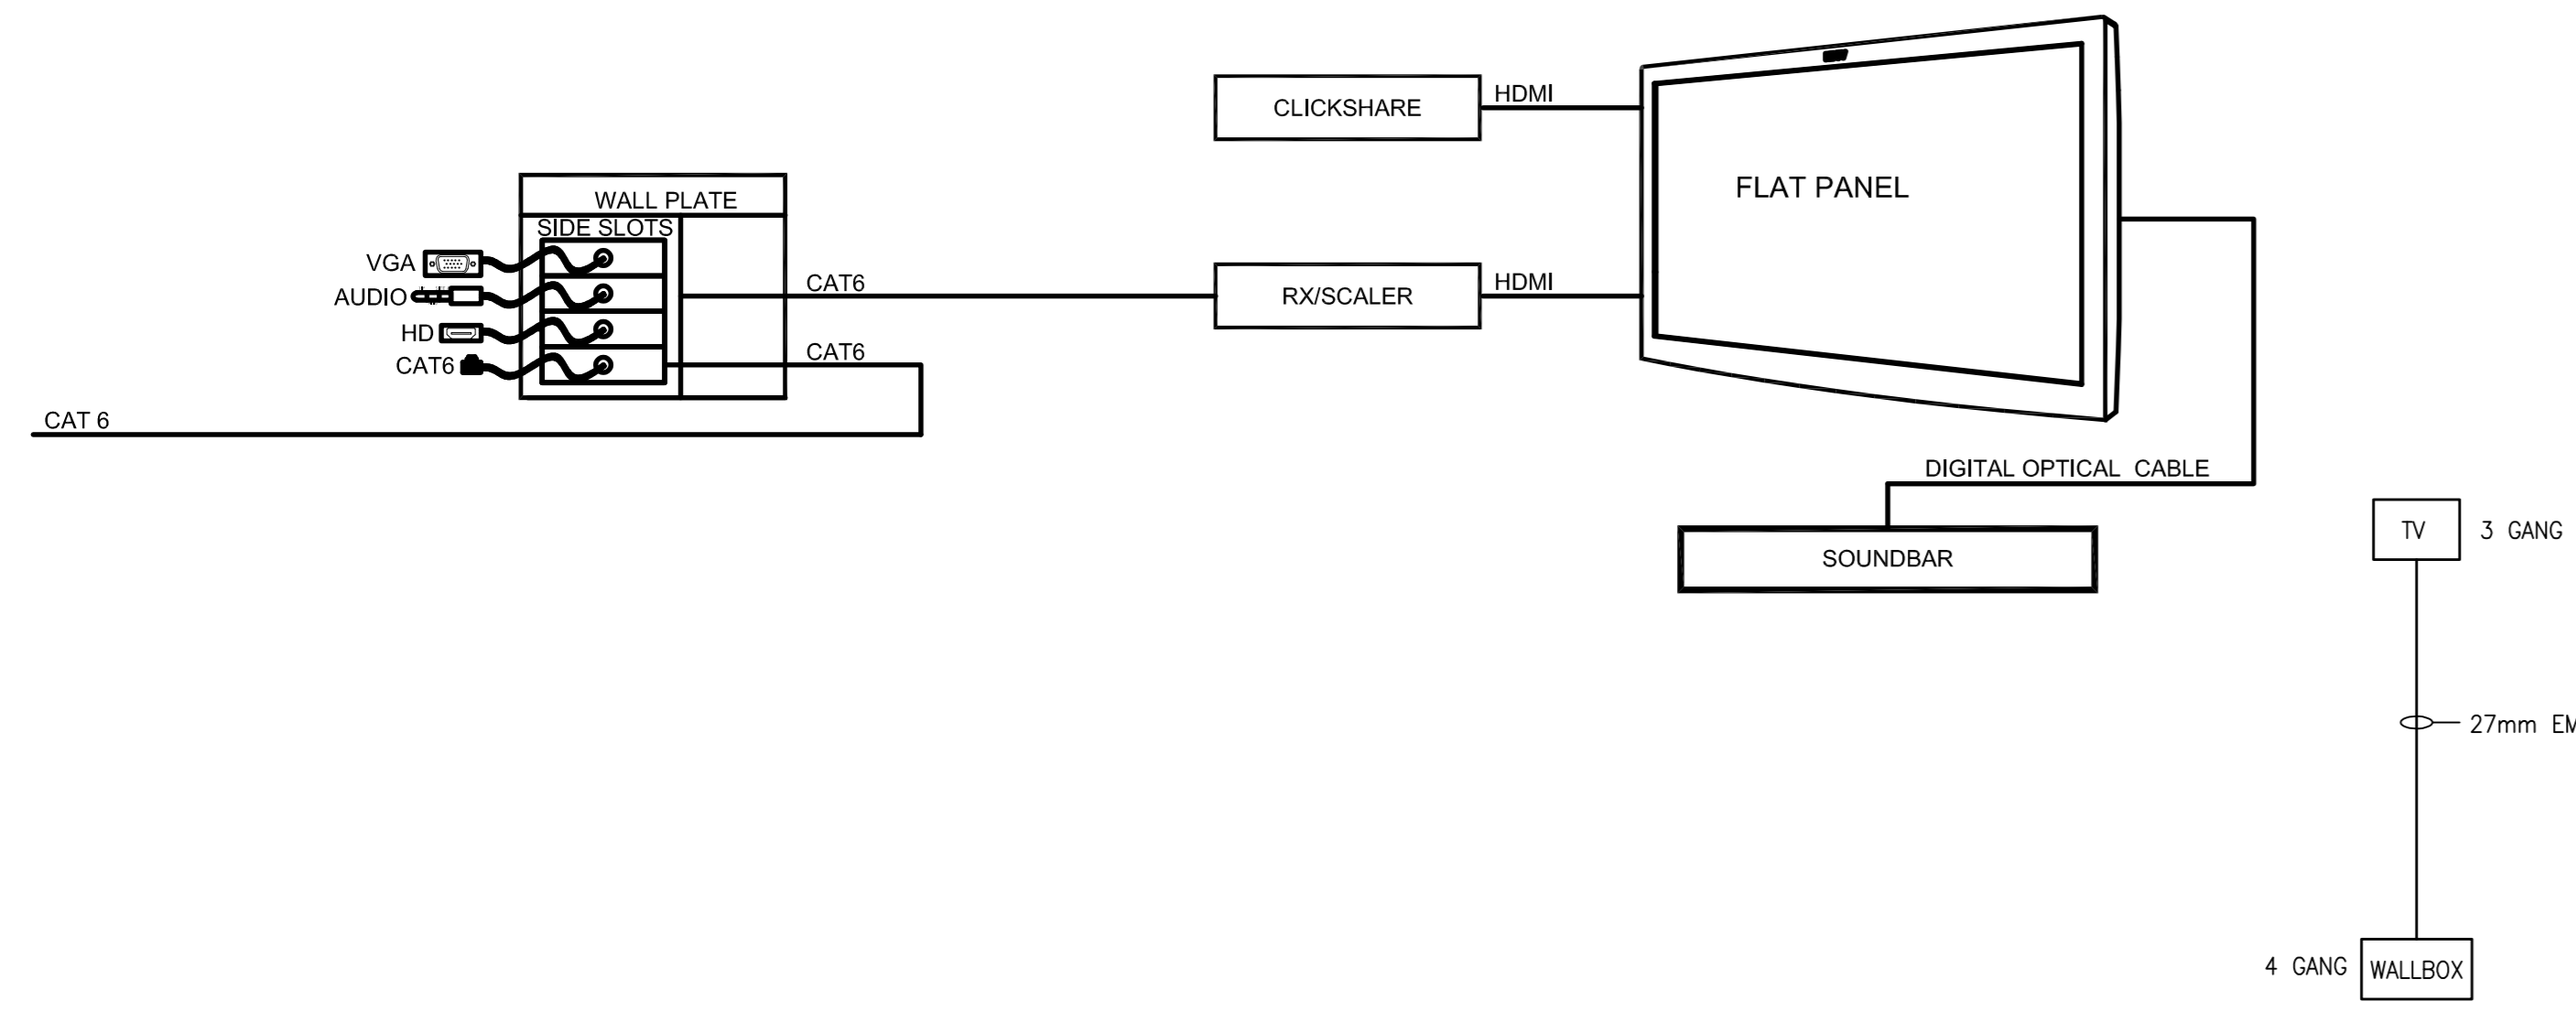 CLICKSHARE
HDMI
FLAT PANEL
WALL PLATE
SIDE SLOTS
VGA
AUDIO
HD
CAT6
CAT6
RX/SCALER
HDMI
CAT6
CAT 6
DIGITAL OPTICAL CABLE
SOUNDBAR
TV
3 GANG
27mm EM
4 GANG
WALLBOX